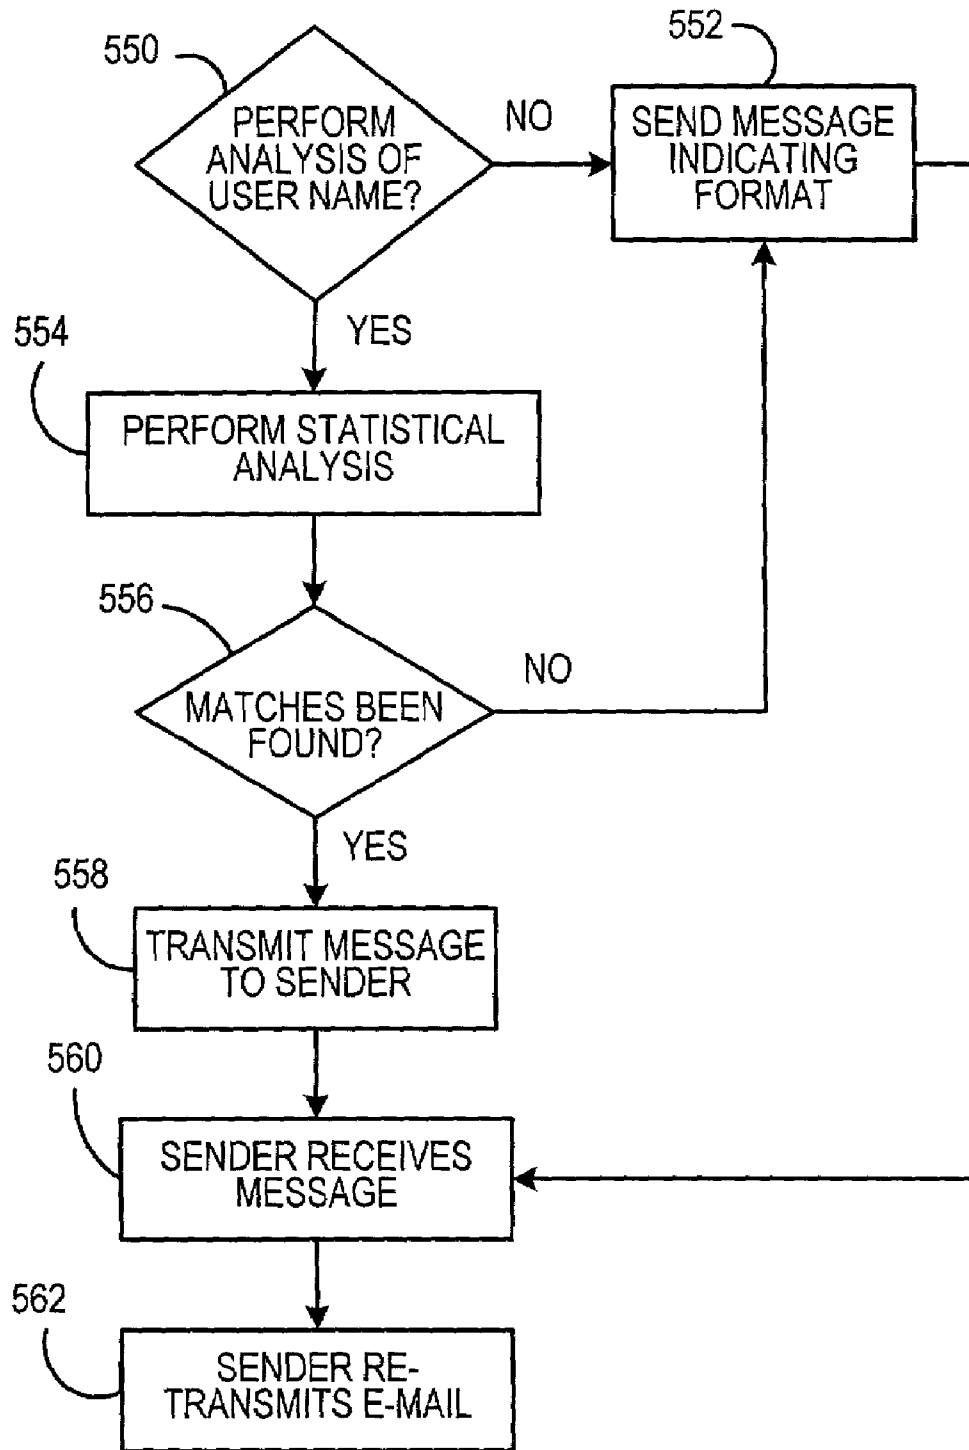 550
552
PERFORM
ANALYSIS OF
USER NAME?
NO
SEND MESSAGE
INDICATING
FORMAT
YES
554
PERFORM STATISTICAL
ANALYSIS
556
NO
MATCHES BEEN
FOUND?
YES
558
TRANSMIT MESSAGE
TO SENDER
560
SENDER RECEIVES
MESSAGE
562
SENDER RE-
TRANSMITS E-MAIL